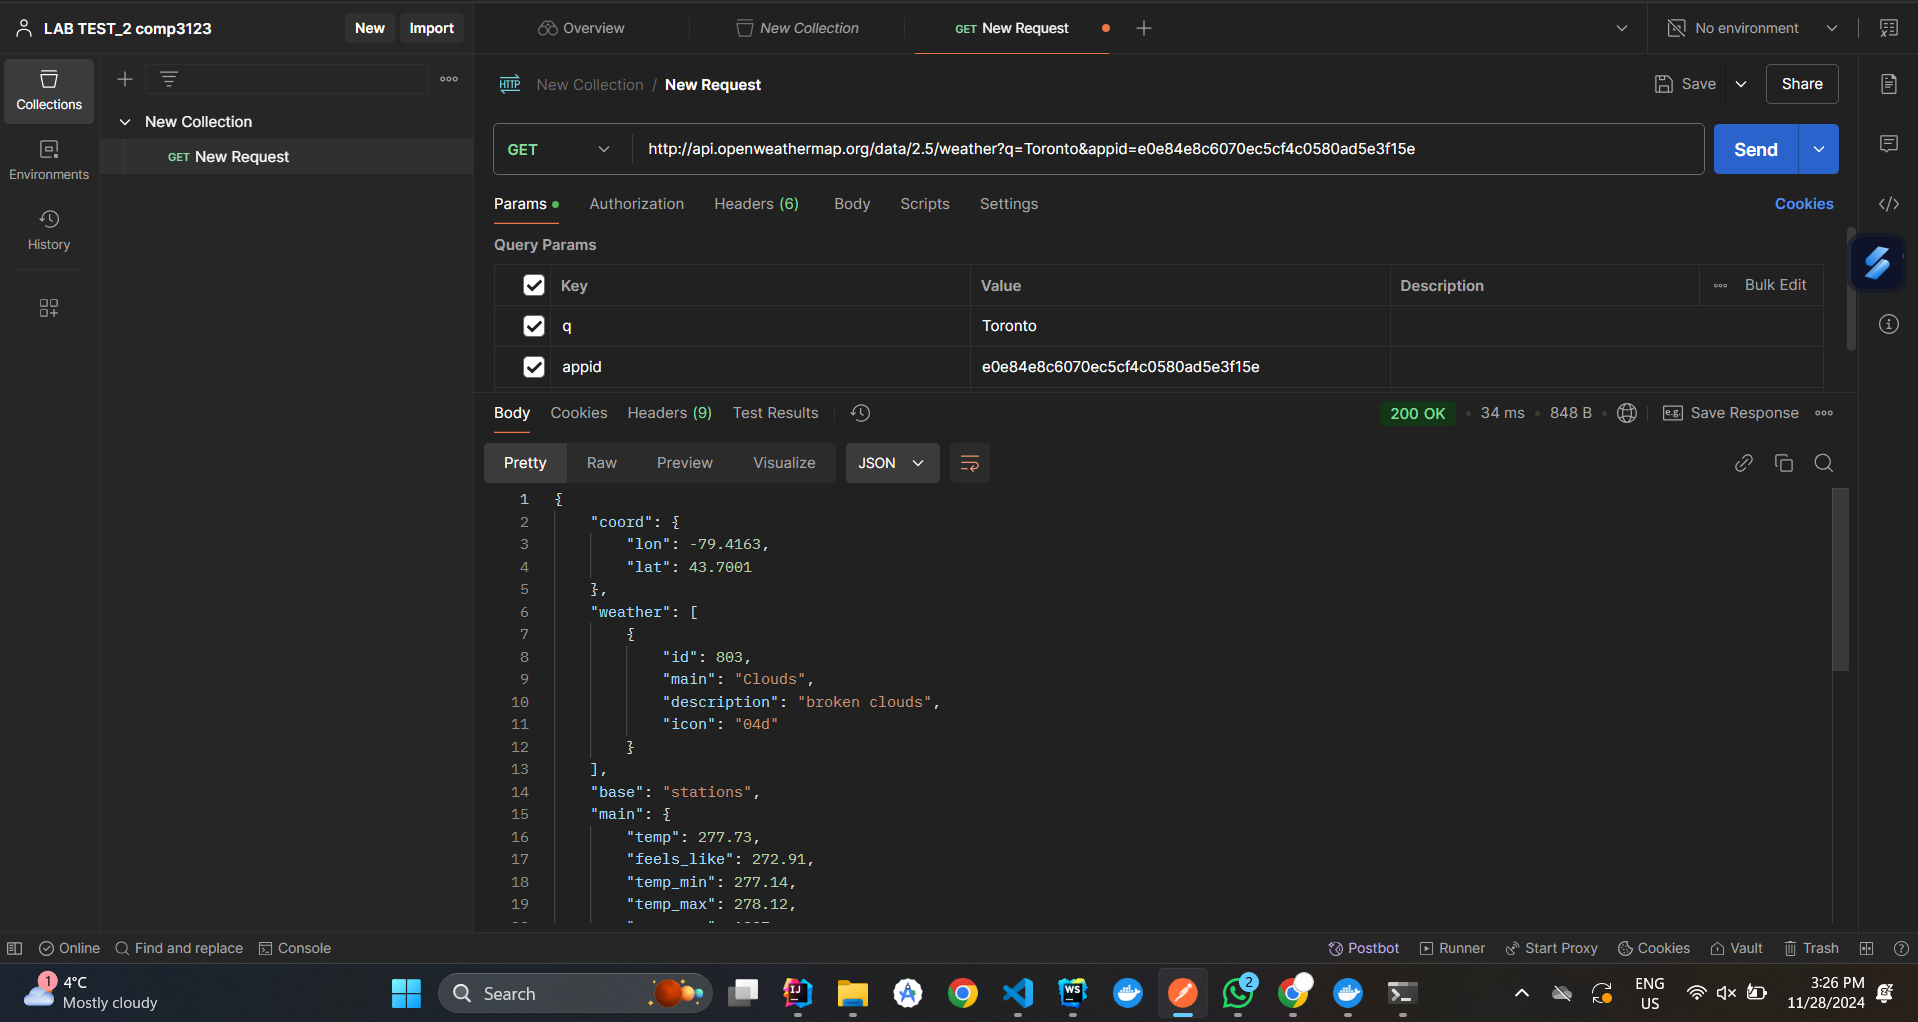 LAB TEST_2 comp3123
New
Import
Overview
New Collection
GET New Request
No environment
Collections
Environments
History
New Collection
GET New Request
HTTP
New Collection / New Request
Save
Share
GET
http://api.openweathermap.org/data/2.5/weather?q=Toronto&appid=e0e84e8c6070ec5cf4c0580ad5e3f15e
Send
Params
Authorization
Headers (6)
Body
Scripts
Settings
Cookies
Query Params
Key
Value
Description
Bulk Edit
q
Toronto
appid
e0e84e8c6070ec5cf4c0580ad5e3f15e
Body
Cookies
Headers (9)
Test Results
200 OK
34 ms
848 B
e.g.
Save Response
Pretty
Raw
Preview
Visualize
JSON
1 {
2 "coord": {
3 "lon": -79.4163,
4 "lat": 43.7001
5 },
6 "weather": [
7 {
8 "id": 803,
9 "main": "Clouds",
10 "description": "broken clouds",
11 "icon": "04d"
12 }
13 ],
14 "base": "stations",
15 "main": {
16 "temp": 277.73,
17 "feels_like": 272.91,
18 "temp_min": 277.14,
19 "temp_max": 278.12,
Online
Find and replace
Console
Postbot
Runner
Start Proxy
Cookies
Vault
Trash
1
4°C
Mostly cloudy
Search
IJ
WS
2
ENG
US
3:26 PM
11/28/2024